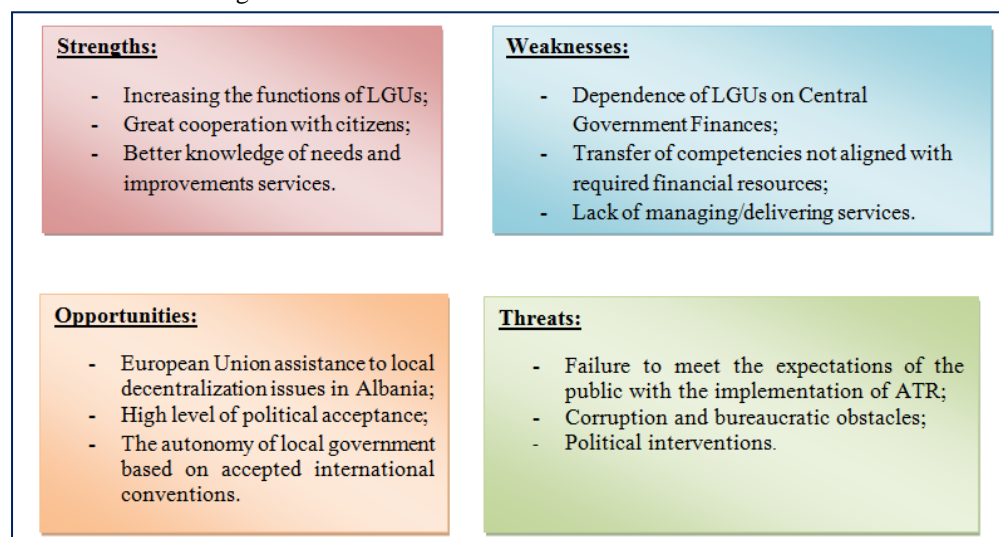 Strengths:
- Increasing the functions of LGUs;
- Great cooperation with citizens;
- Better knowledge of needs and
improvements services.
Weaknesses:
- Dependence of LGUs on Central
Government Finances;
- Transfer of competencies not aligned with
required financial resources;
- Lack of managing/delivering services.
Opportunities:
- European Union assistance to local
decentralization issues in Albania;
- High level of political acceptance;
- The autonomy of local government
based on accepted international
conventions.
Threats:
- Failure to meet the expectations of the
public with the implementation of ATR;
- Corruption and bureaucratic obstacles;
- Political interventions.